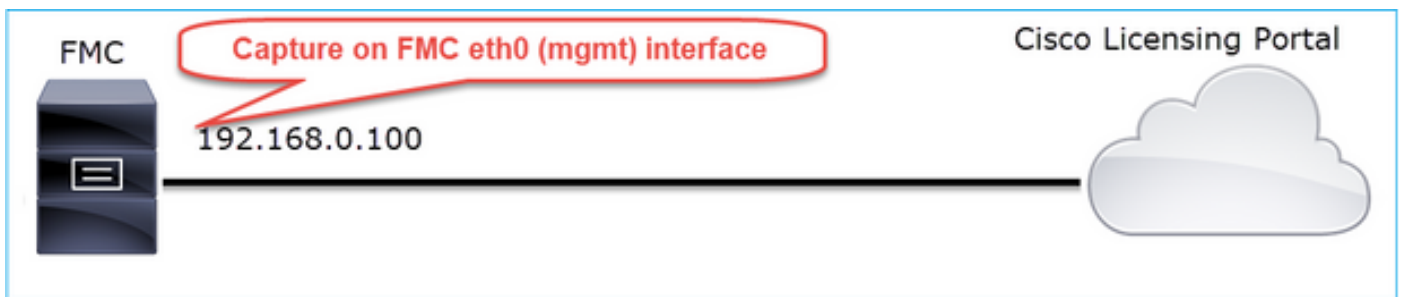 FMC
Capture on FMC eth0 (mgmt) interface
Cisco Licensing Portal
192.168.0.100